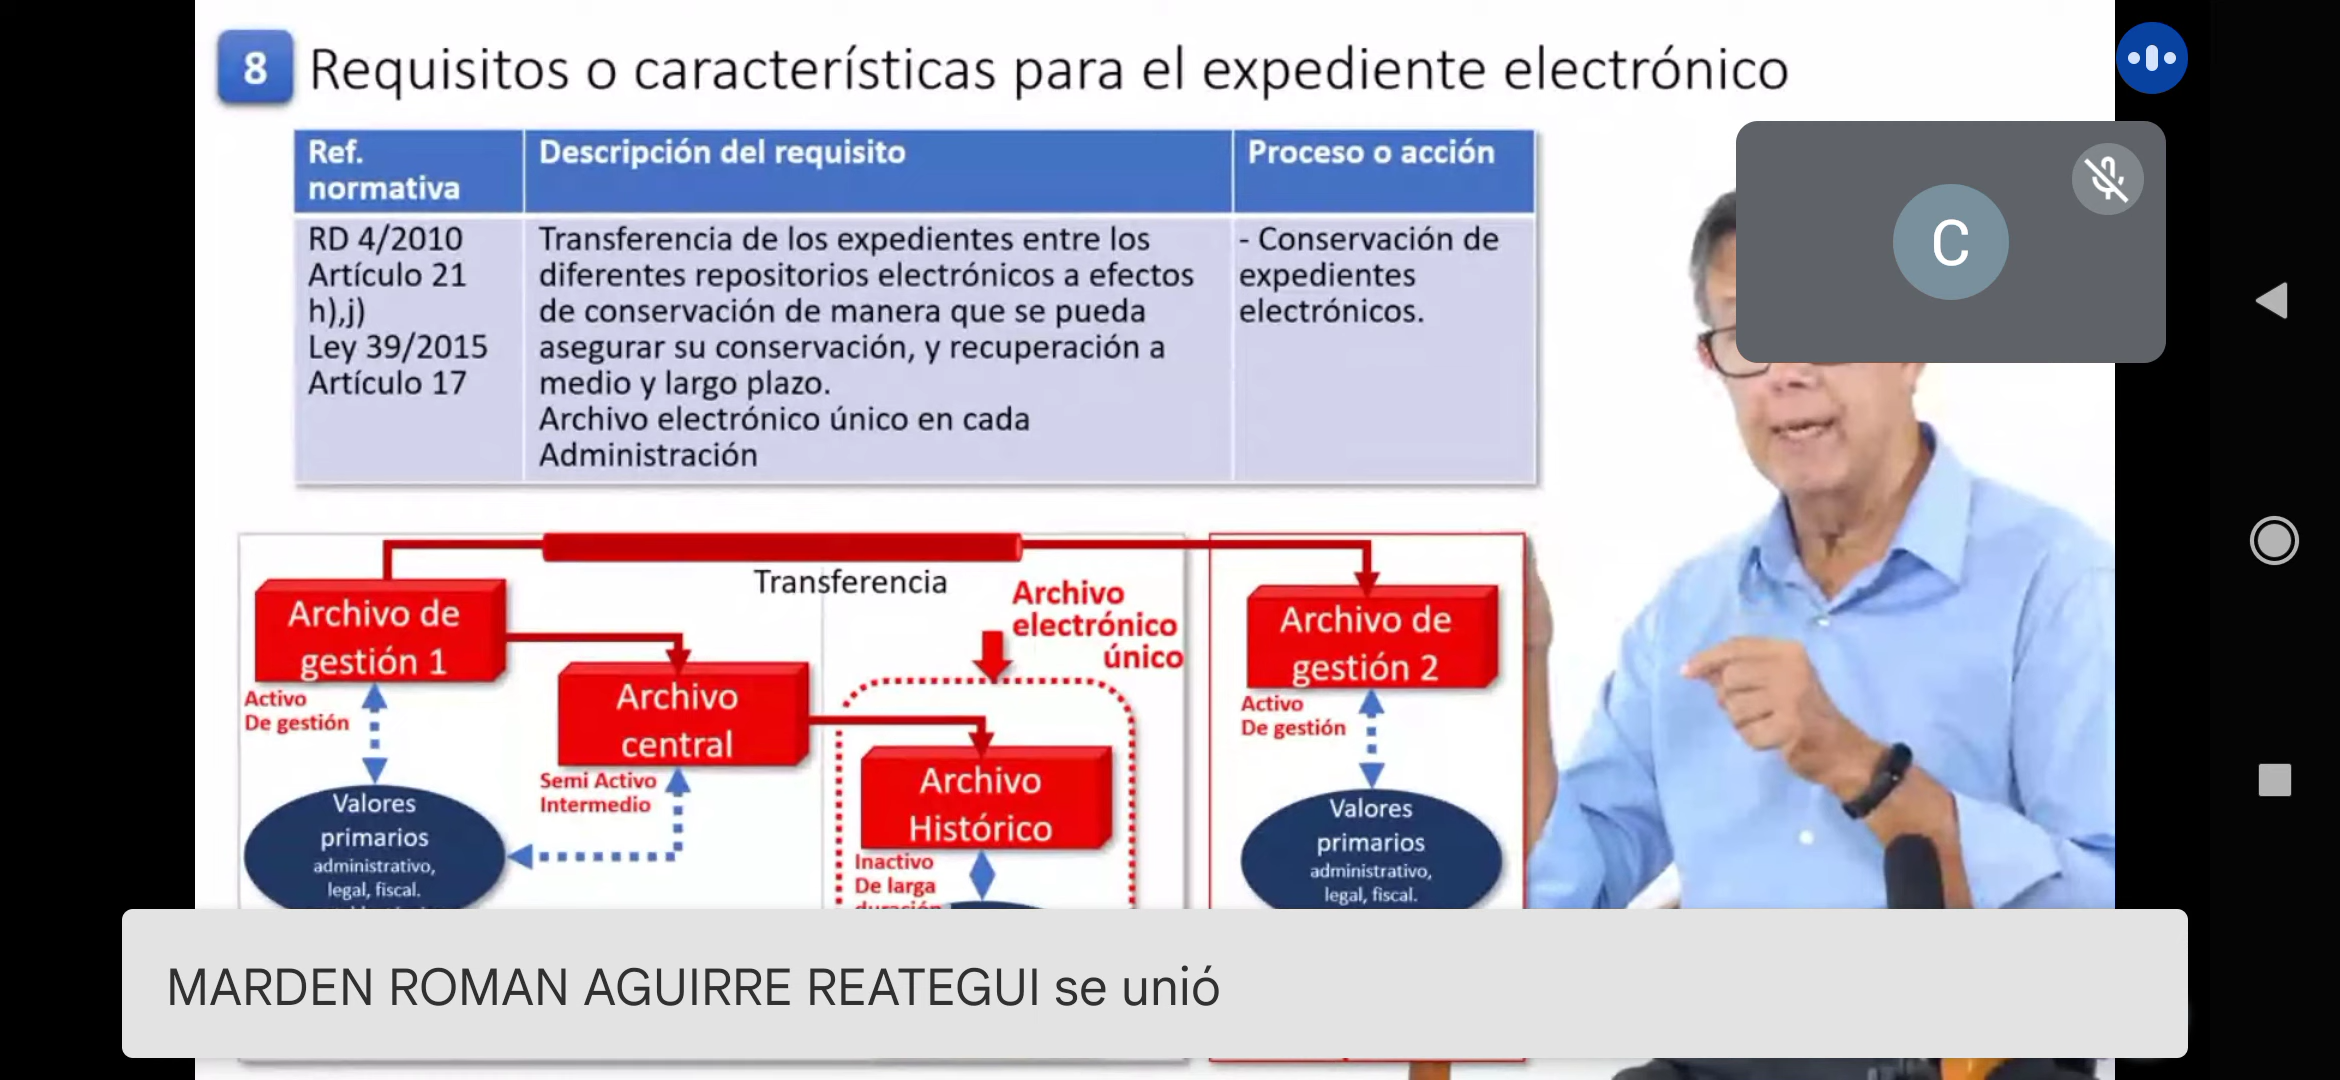 8 Requisitos o características para el expediente electrónico
Ref.
normativa
Descripción del requisito
Proceso o acción
RD 4/2010
Artículo 21
h),j)
Ley 39/2015
Artículo 17
Transferencia de los expedientes entre los
diferentes repositorios electrónicos a efectos
de conservación de manera que se pueda
asegurar su conservación, y recuperación a
medio y largo plazo.
Archivo electrónico único en cada
Administración
- Conservación de
expedientes
electrónicos.
C
Transferencia
Archivo de
gestión 1
Activo
De gestión
Valores
primarios
administrativo,
legal, fiscal.
Archivo
central
Semi Activo
Intermedio
Archivo
electrónico
único
Archivo
Histórico
Inactivo
De larga
duración
Archivo de
gestión 2
Activo
De gestión
Valores
primarios
administrativo,
legal, fiscal.
MARDEN ROMAN AGUIRRE REATEGUI se unió